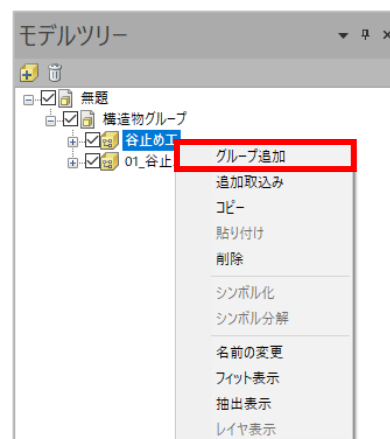 モデルツリー
無題
構造物グループ
谷止め工
グループ追加
01_谷止
追加取込み
コピー
貼り付け
削除
シンボル化
シンボル分解
名前の変更
フィット表示
抽出表示
レイヤ表示